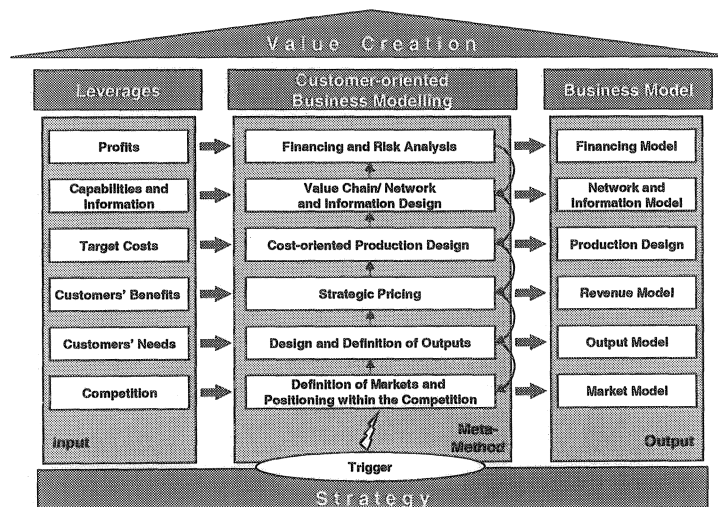 Value Creation
Leverages
Customer-oriented
Business Modelling
Business Model
Profits
Financing and Risk Analysis
Financing Model
Capabilities and
Information
Value Chain/ Network
and Information Design
Network and
Information Model
Target Costs
Cost-oriented Production Design
Production Design
Customers' Benefits
Strategic Pricing
Revenue Model
Customers' Needs
Design and Definition of Outputs
Output Model
Competition
Definition of Markets and
Positioning within the Competition
Market Model
Input
Meta-
Method
Output
Trigger
Strategy